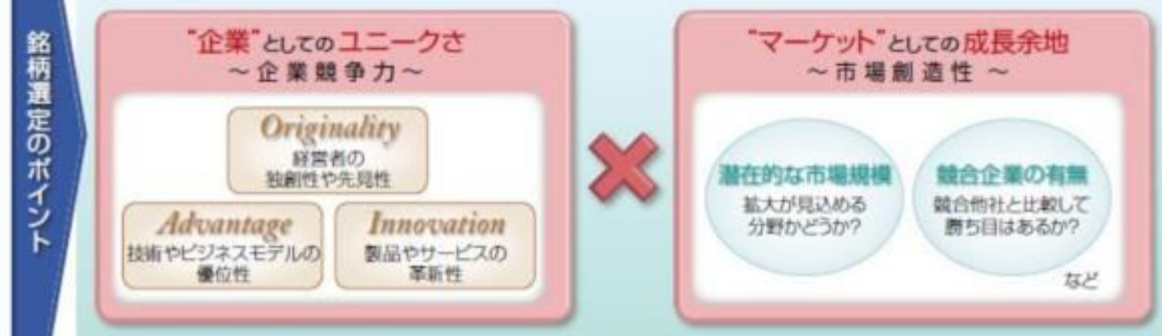 銘柄選定のポイント
"企業"としてのユニークさ
～企業競争力～
Originality
経営者の
独創性や先見性
Advantage
技術やビジネスモデルの
優位性
Innovation
製品やサービスの
革新性
"マーケット"としての成長余地
～市場創造性～
潜在的な市場規模
拡大が見込める
分野かどうか?
競合企業の有無
競合他社と比較して
勝ち目はあるか?
など